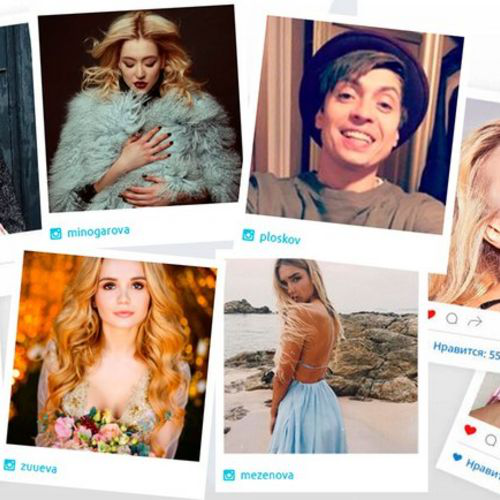 minogarova
ploskov
zuueva
mezenova
Нравится: 55
Нравит